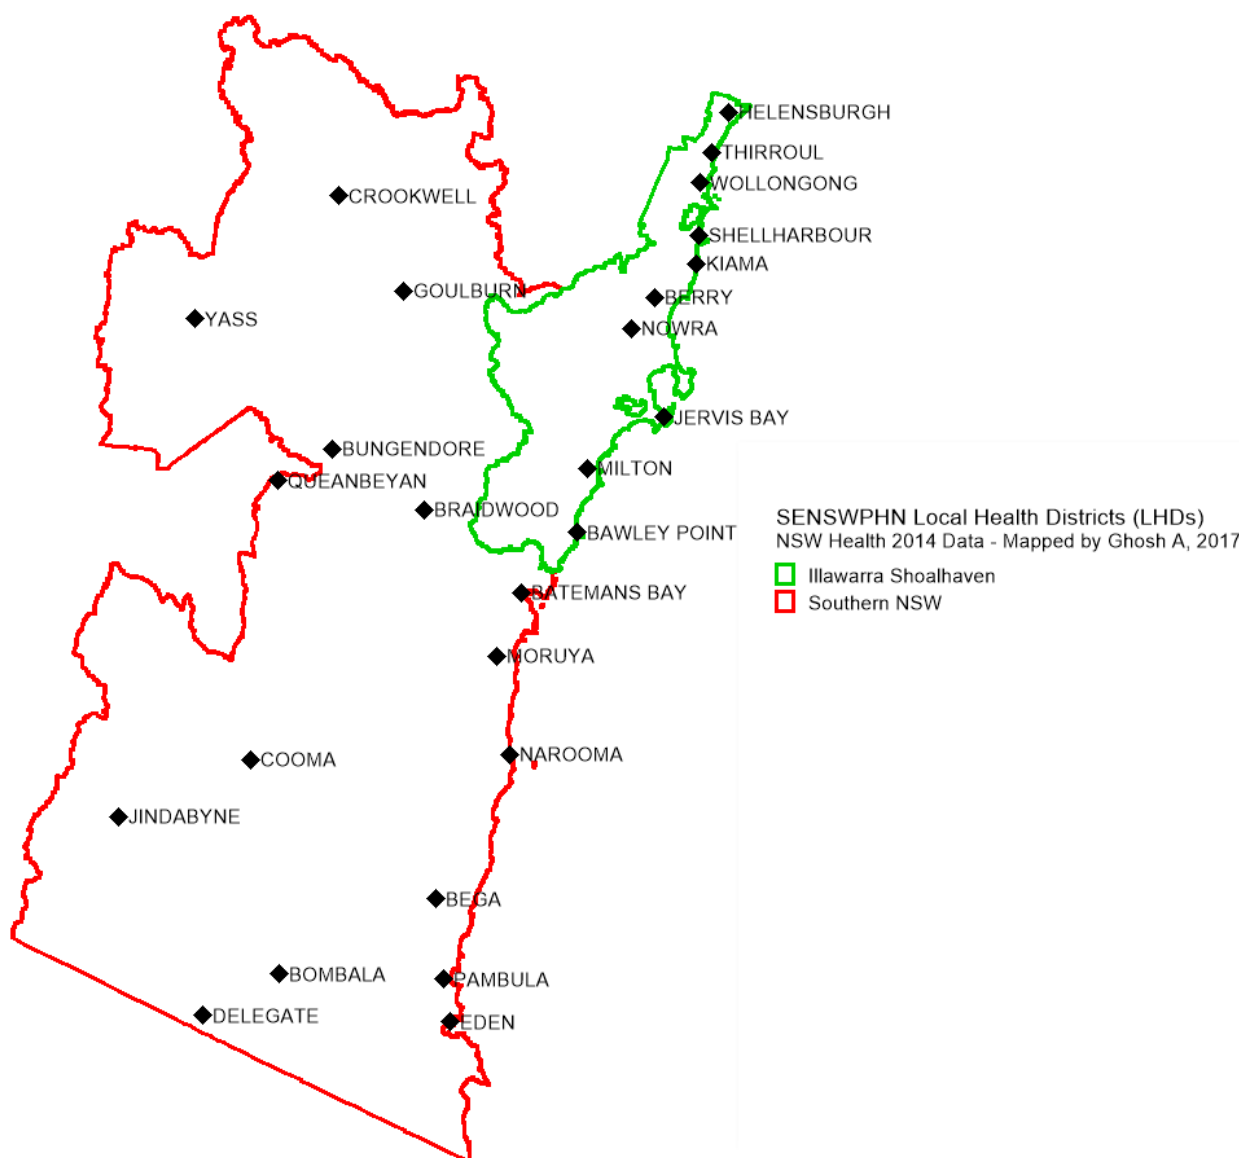 HELENSBURGH
THIRROUL
WOLLONGONG
CROOKWELL
SHELLHARBOUR
KIAMA
GOULBURN
BERRY
YASS
NOWRA
JERVIS BAY
BUNGENDORE
MILTON
QUEANBEYAN
BRAIDWOOD
BAWLEY POINT
SENSWPHN Local Health Districts (LHDs)
NSW Health 2014 Data - Mapped by Ghosh A, 2017
Illawarra Shoalhaven
Southern NSW
BATEMANS BAY
MORUYA
NAROOMA
COOMA
JINDABYNE
BEGA
BOMBALA
PAMBULA
DELEGATE
EDEN